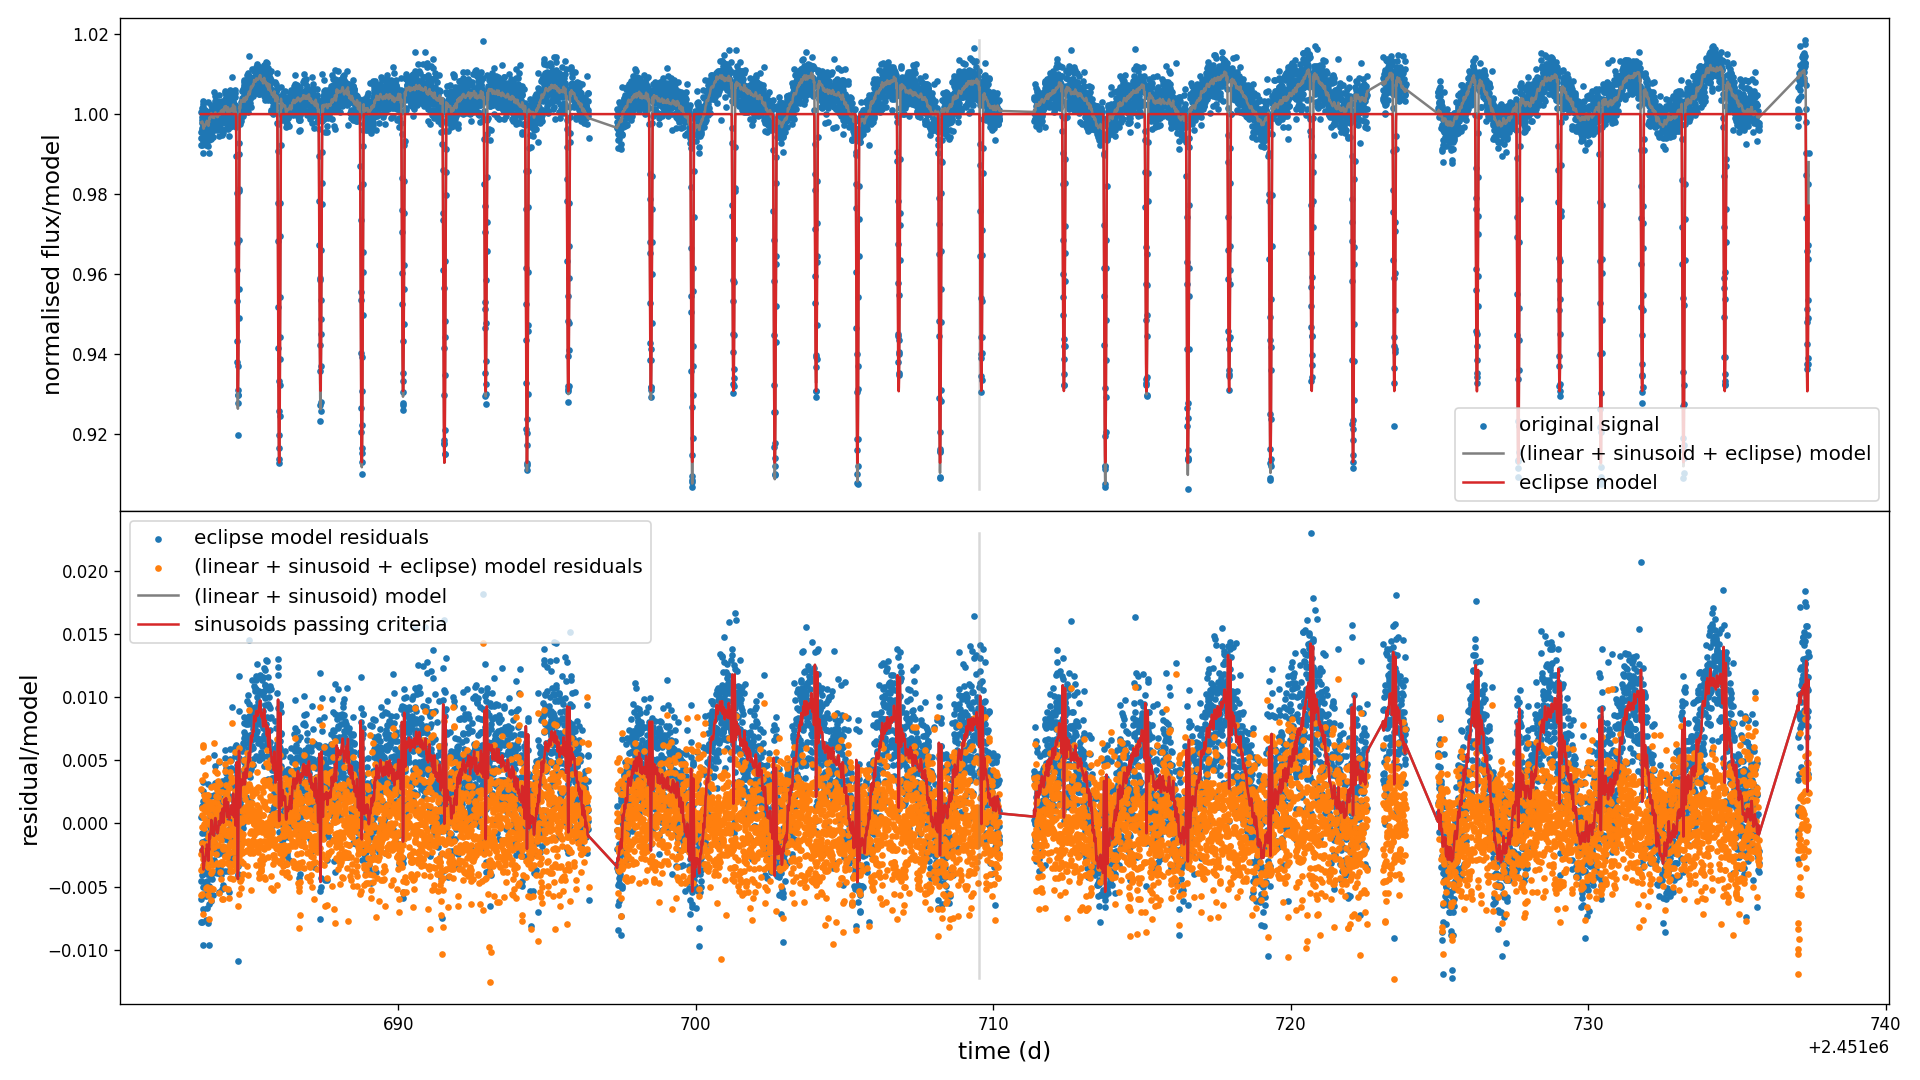 normalised flux/model
1.02
1.00
0.98
0.96
0.94
0.92
original signal
(linear + sinusoid + eclipse) model
eclipse model
residual/model
0.020
0.015
0.010
0.005
0.000
−0.005
−0.010
eclipse model residuals
(linear + sinusoid + eclipse) model residuals
(linear + sinusoid) model
sinusoids passing criteria
690 700 710 720 730 740
time (d)
+2.451e6